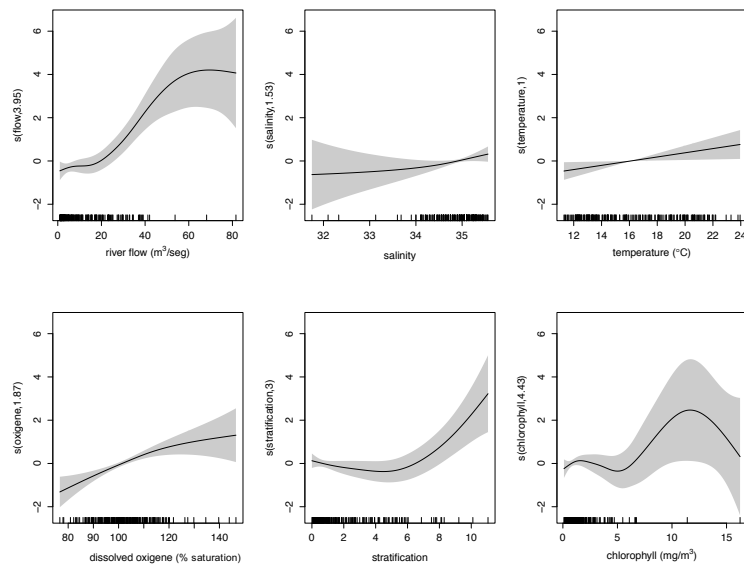 s(flow,3.95)
6
4
2
0
-2
0 20 40 60 80
river flow (m³/seg)
s(salinity,1.53)
6
4
2
0
-2
32 33 34 35
salinity
s(temperature,1)
6
4
2
0
-2
12 14 16 18 20 22 24
temperature (°C)
s(oxigene,1.87)
6
4
2
0
-2
80 100 120 140
dissolved oxigene (% saturation)
s(stratification,3)
6
4
2
0
-2
0 2 4 6 8 10
stratification
s(chlorophyll,4.43)
6
4
2
0
-2
0 5 10 15
chlorophyll (mg/m³)